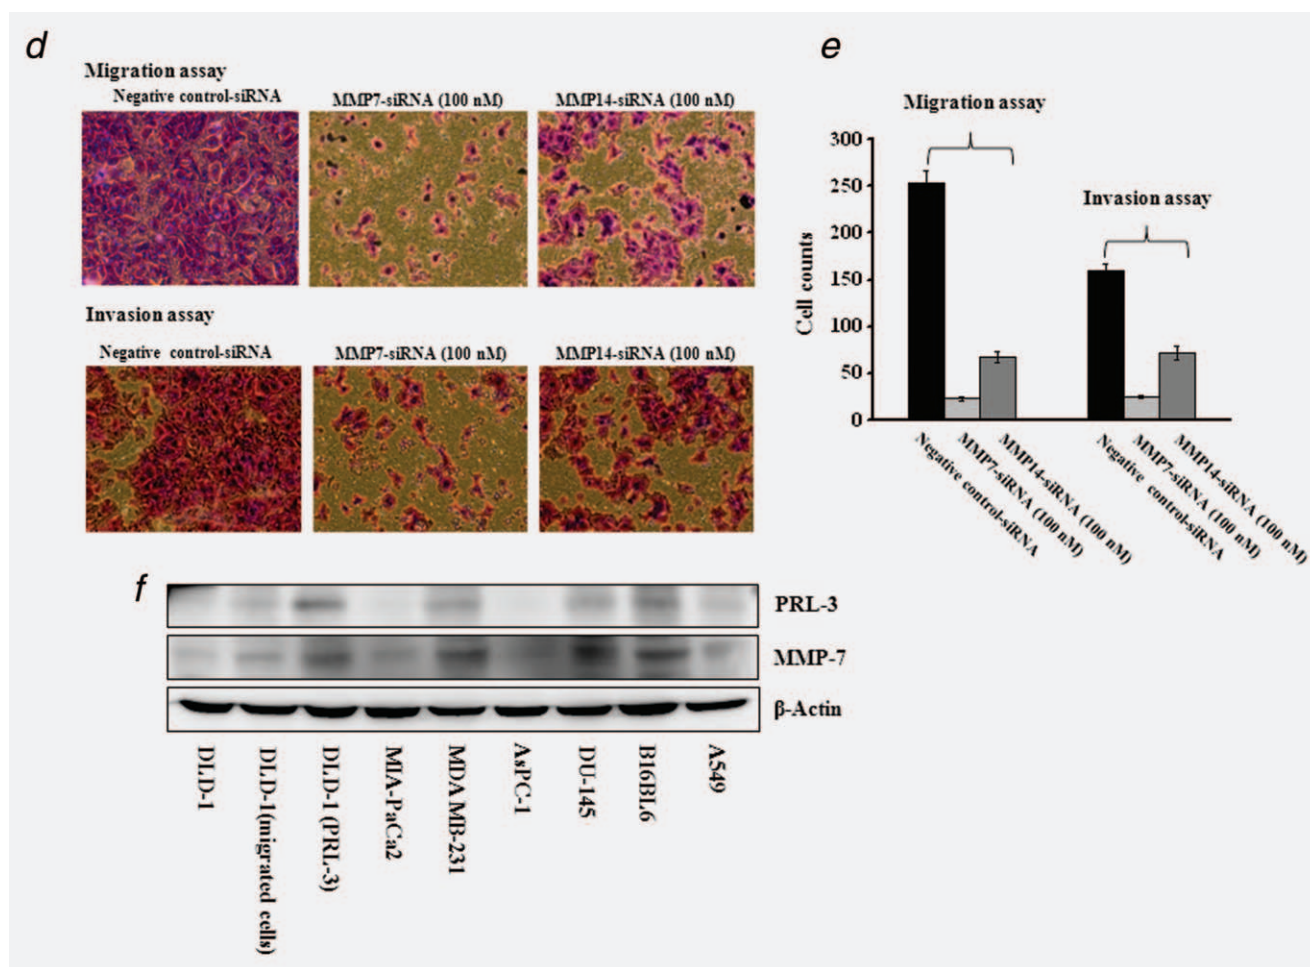 d
Migration assay
Negative control-siRNA
MMP7-siRNA (100 nM)
MMP14-siRNA (100 nM)
Invasion assay
Negative control-siRNA
MMP7-siRNA (100 nM)
MMP14-siRNA (100 nM)
e
Migration assay
Invasion assay
Cell counts
300
250
200
150
100
50
0
Negative control-siRNA
MMP7-siRNA (100 nM)
MMP14-siRNA (100 nM)
Negative control-siRNA
MMP7-siRNA (100 nM)
MMP14-siRNA (100 nM)
f
PRL-3
MMP-7
β-Actin
DLD-1
DLD-1(migrated cells)
DLD-1 (PRL-3)
MIA-PaCa2
MDA MB-231
AsPC-1
DU-145
B16BL6
A549